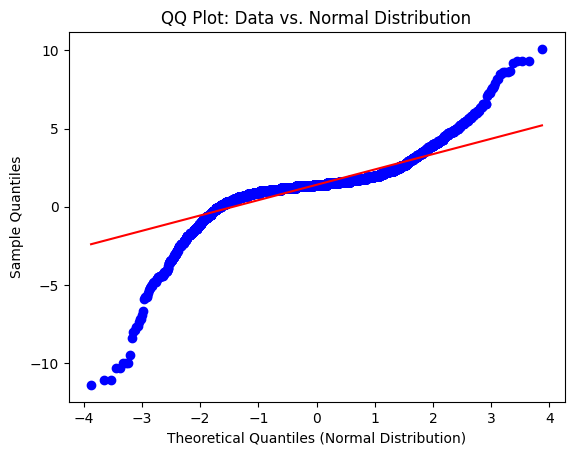 QQ Plot: Data vs. Normal Distribution
10
5
0
−5
−10
Sample Quantiles
−4 −3 −2 −1 0 1 2 3 4
Theoretical Quantiles (Normal Distribution)